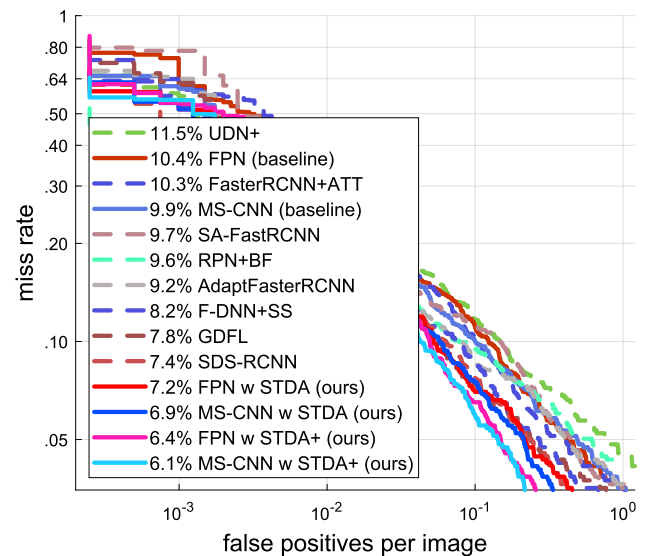 1
.80
.64
.50
.40
.30
.20
.10
.05
miss rate
11.5% UDN+
10.4% FPN (baseline)
10.3% FasterRCNN+ATT
9.9% MS-CNN (baseline)
9.7% SA-FastRCNN
9.6% RPN+BF
9.2% AdaptFasterRCNN
8.2% F-DNN+SS
7.8% GDFL
7.4% SDS-RCNN
7.2% FPN w STDA (ours)
6.9% MS-CNN w STDA (ours)
6.4% FPN w STDA+ (ours)
6.1% MS-CNN w STDA+ (ours)
10^-3 10^-2 10^-1 10^0
false positives per image